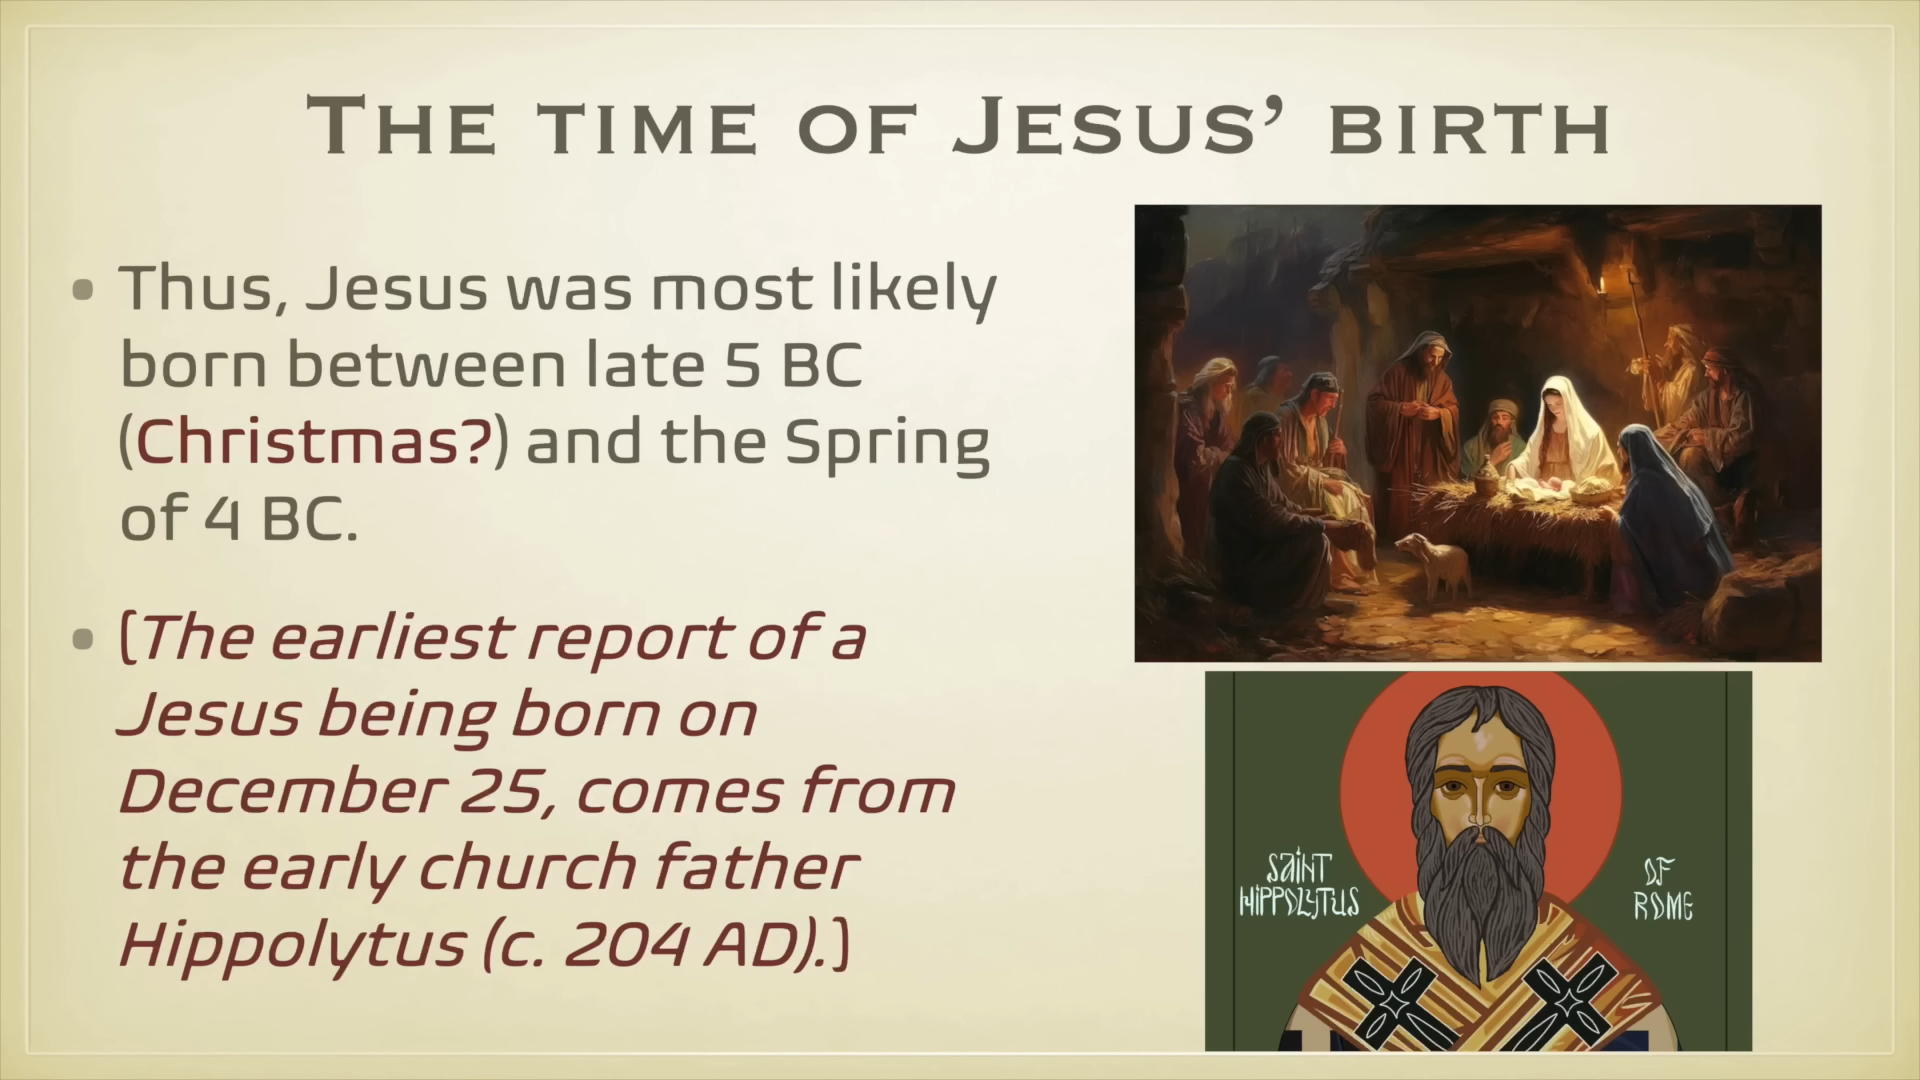 The time of Jesus’ birth
• Thus, Jesus was most likely
born between late 5 BC
(Christmas?) and the Spring
of 4 BC.
• [The earliest report of a
Jesus being born on
December 25, comes from
the early church father
Hippolytus (c. 204 AD).]
SAINT
HIPPOLYTUS
OF
ROME